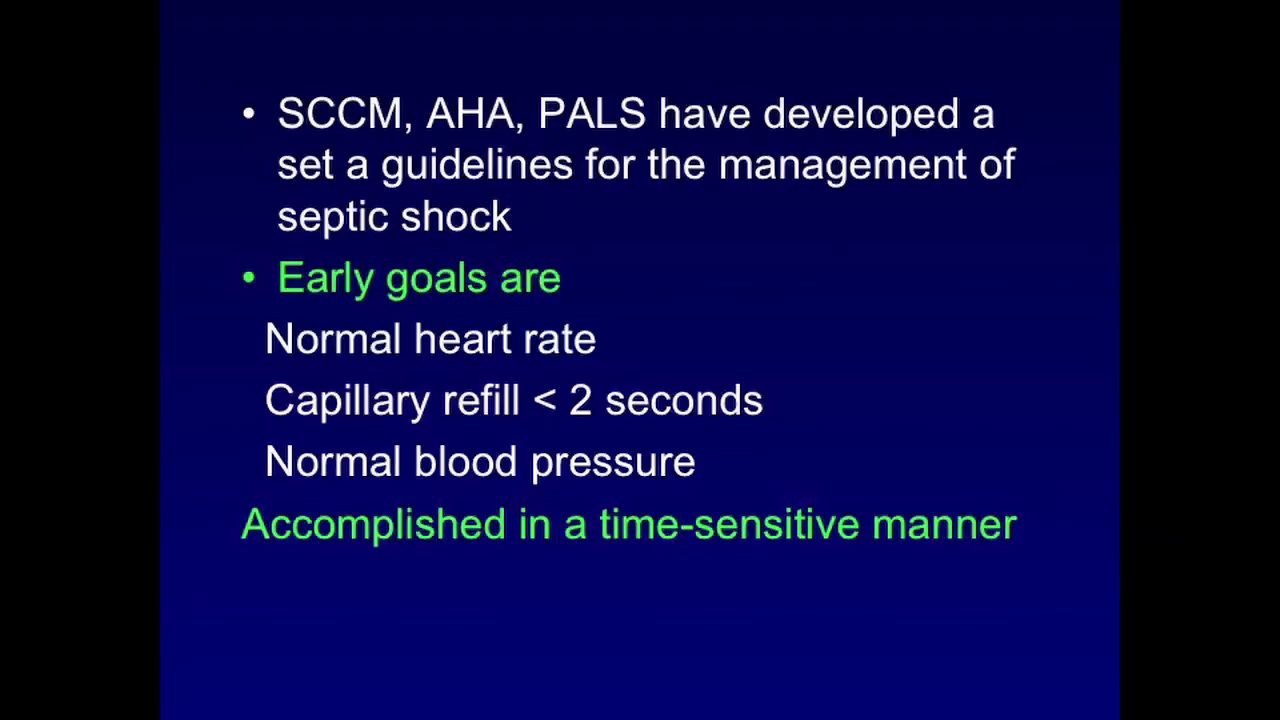 • SCCM, AHA, PALS have developed a
set a guidelines for the management of
septic shock
• Early goals are
Normal heart rate
Capillary refill < 2 seconds
Normal blood pressure
Accomplished in a time-sensitive manner